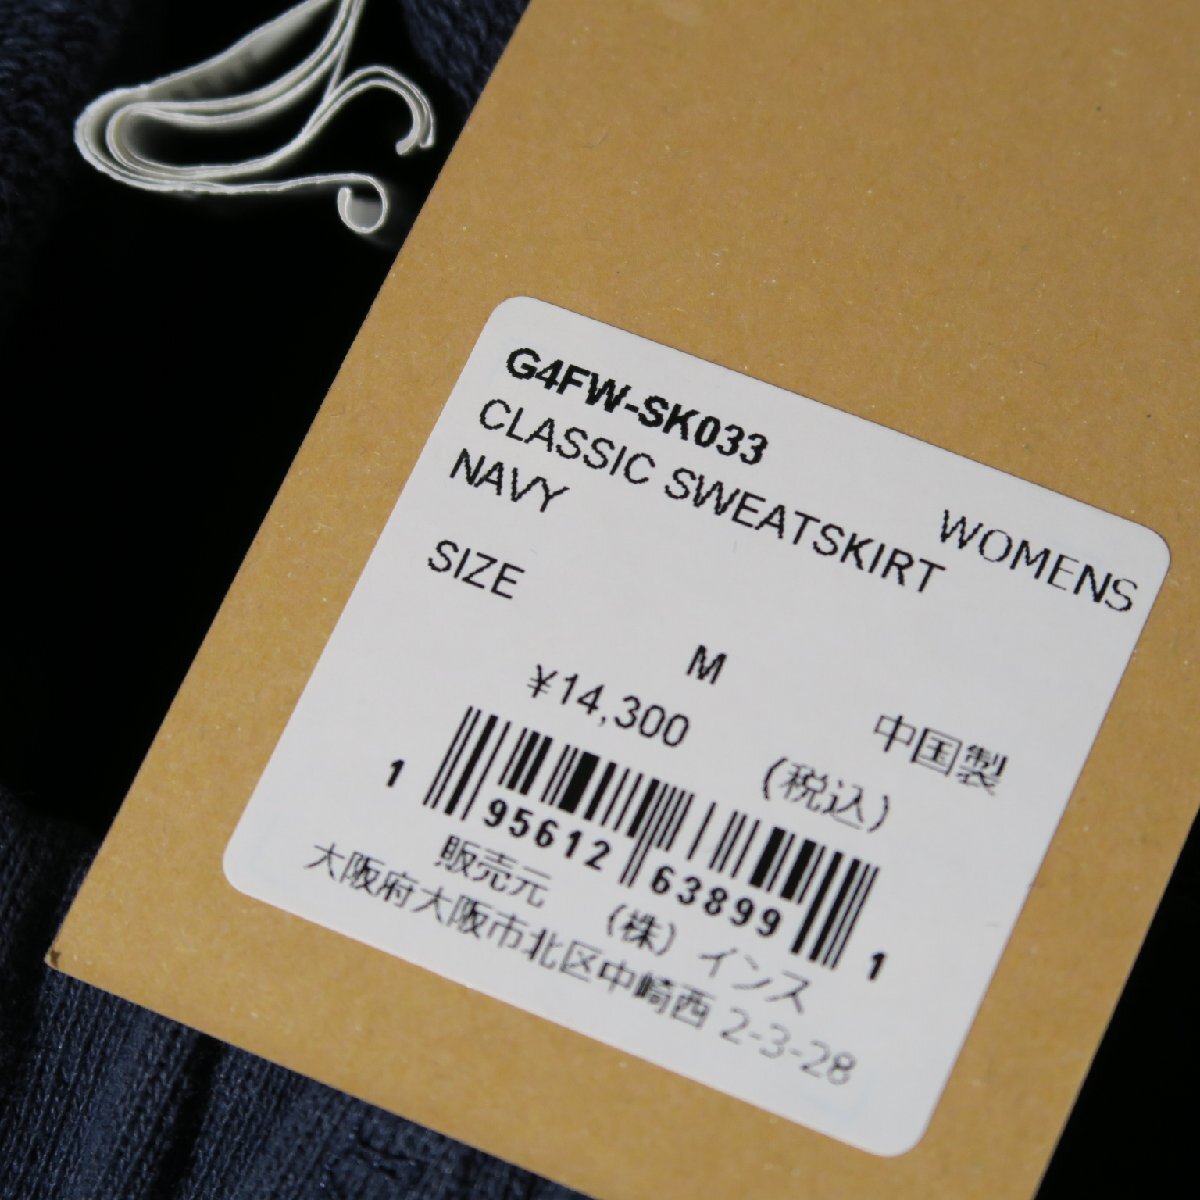 G4FW-SK033
CLASSIC SWEATSKIRT WOMENS
NAVY
SIZE
M 中国製
¥14,300 (税込)
1 95612 63899 1
販売元 (株) インス
大阪府大阪市北区中崎西 2-3-28